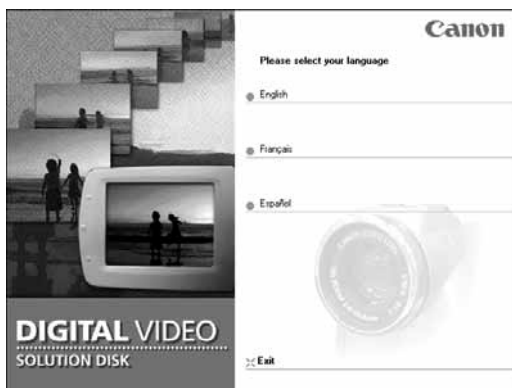 Canon
Please select your language
English
Français
Español
Exit
DIGITAL VIDEO
SOLUTION DISK